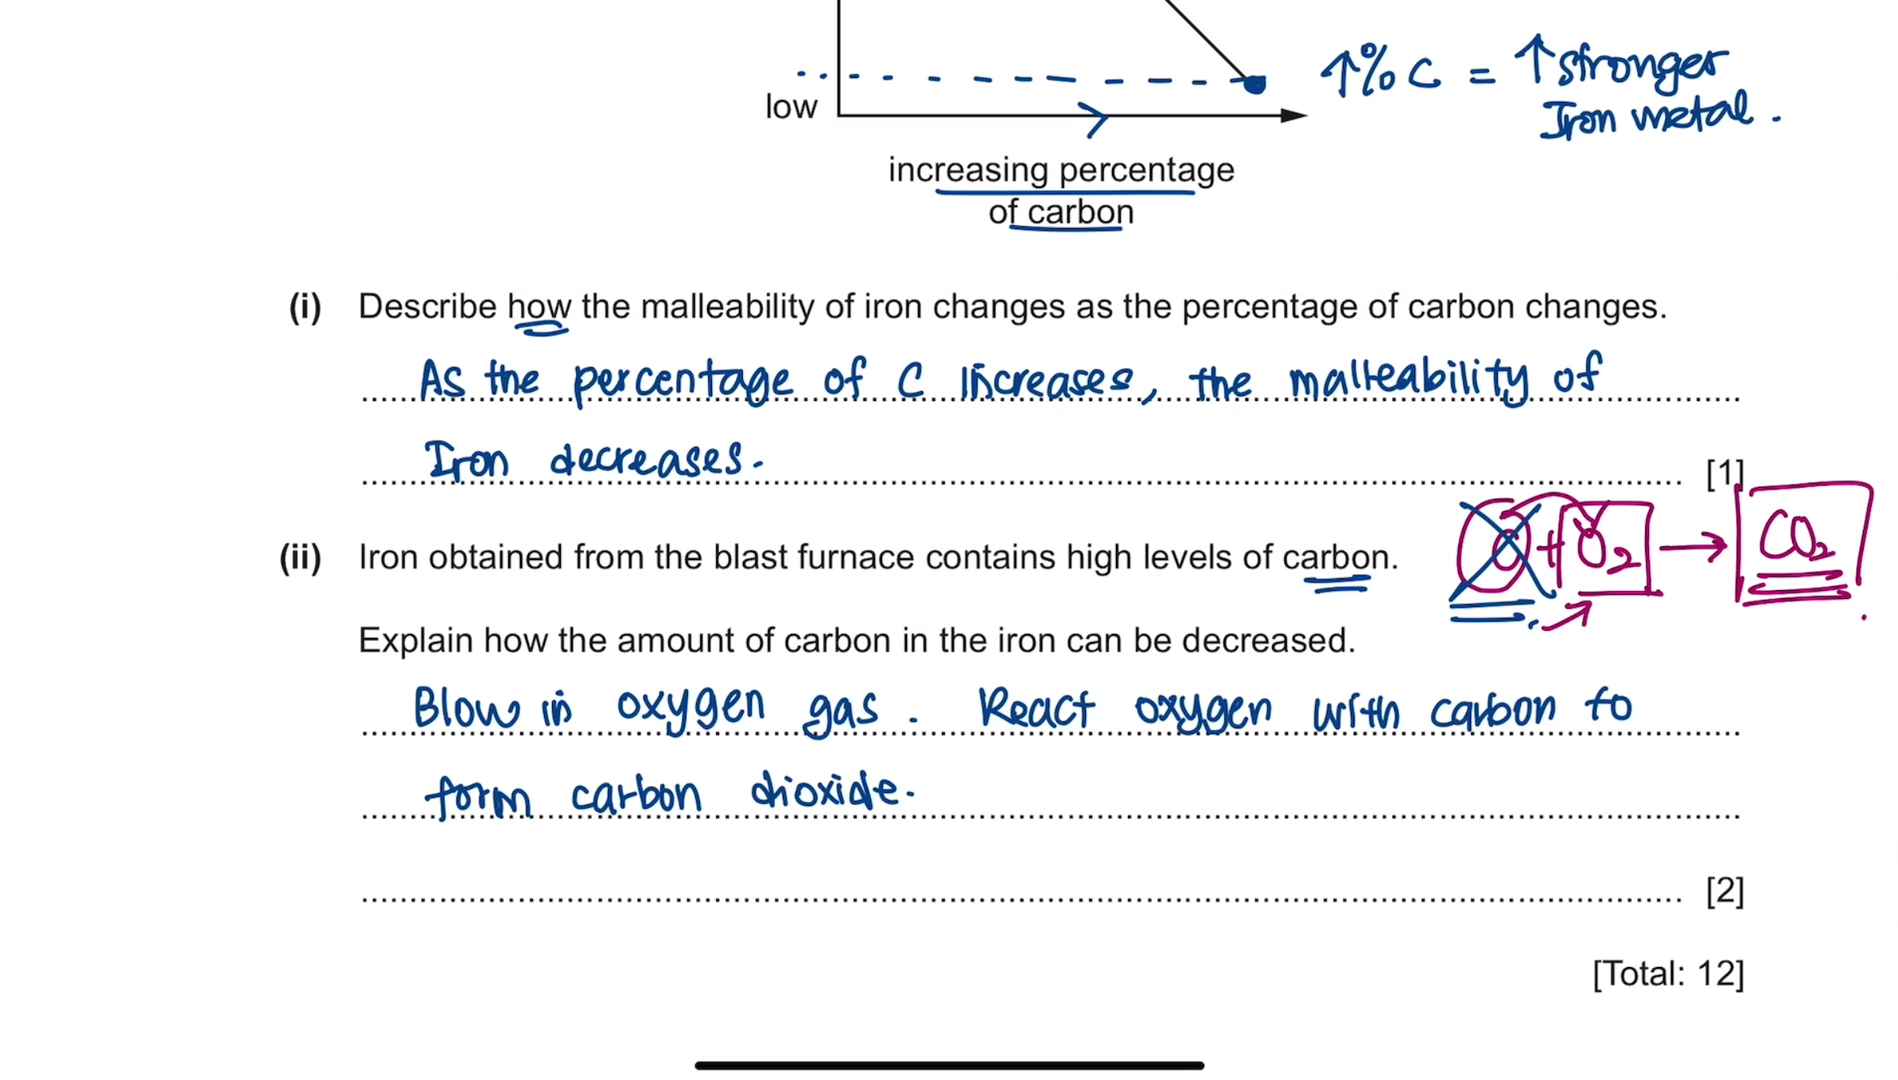 ↑% C = ↑stronger
Iron metal.
low
increasing percentage
of carbon
(i) Describe how the malleability of iron changes as the percentage of carbon changes.
As the percentage of C increases, the malleability of
Iron decreases.
[1]
(ii) Iron obtained from the blast furnace contains high levels of carbon.
+ O₂ → CO₂
Explain how the amount of carbon in the iron can be decreased.
Blow in oxygen gas. React oxygen with carbon to
form carbon dioxide.
[2]
[Total: 12]